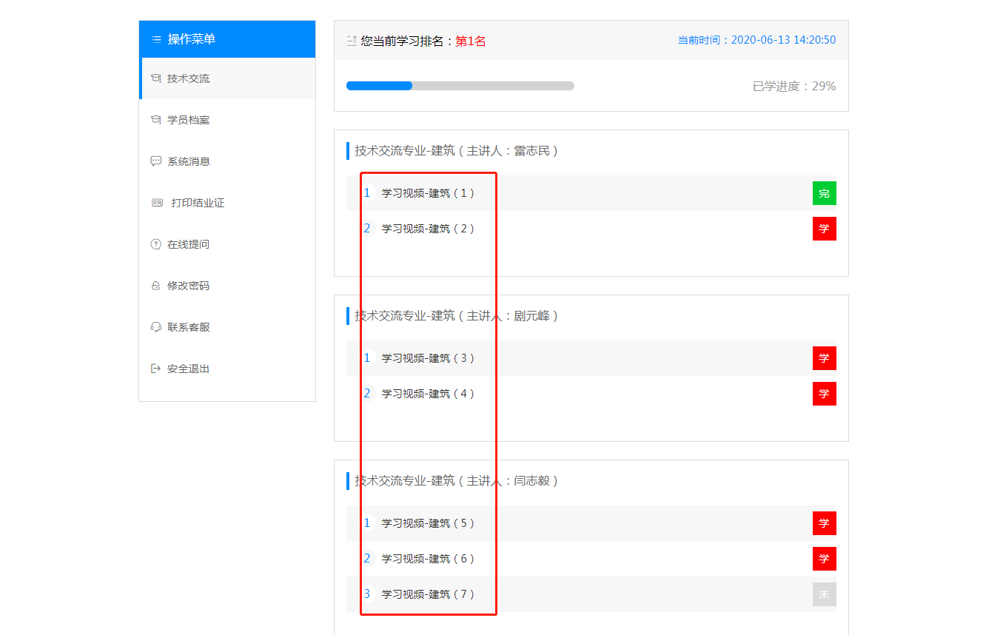 操作菜单
技术交流
学员档案
系统消息
打印结业证
在线提问
修改密码
联系客服
安全退出
您当前学习排名：第1名
当前时间：2020-06-13 14:20:50
已学进度：29%
技术交流专业-建筑（主讲人：雷志民）
1 学习视频-建筑（1） 完
2 学习视频-建筑（2） 学
技术交流专业-建筑（主讲人：剧元峰）
1 学习视频-建筑（3） 学
2 学习视频-建筑（4） 学
技术交流专业-建筑（主讲人：闫志毅）
1 学习视频-建筑（5） 学
2 学习视频-建筑（6） 学
3 学习视频-建筑（7） 未